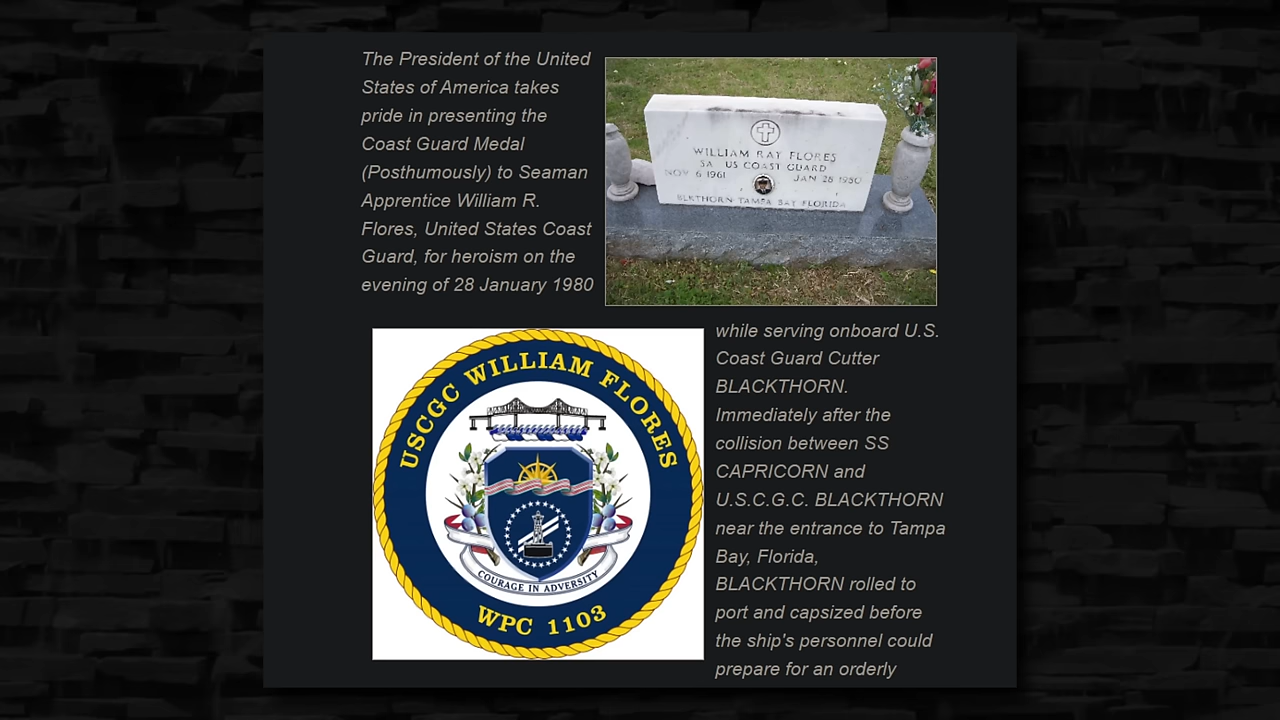 The President of the United
States of America takes
pride in presenting the
Coast Guard Medal
(Posthumously) to Seaman
Apprentice William R.
Flores, United States Coast
Guard, for heroism on the
evening of 28 January 1980
WILLIAM RAY FLORES
SA US COAST GUARD
NOV 6 1961 JAN 28 1980
BLKTHORN TAMPA BAY FLORIDA
USCGC WILLIAM FLORES
COURAGE IN ADVERSITY
WPC 1103
while serving onboard U.S.
Coast Guard Cutter
BLACKTHORN.
Immediately after the
collision between SS
CAPRICORN and
U.S.C.G.C. BLACKTHORN
near the entrance to Tampa
Bay, Florida,
BLACKTHORN rolled to
port and capsized before
the ship's personnel could
prepare for an orderly